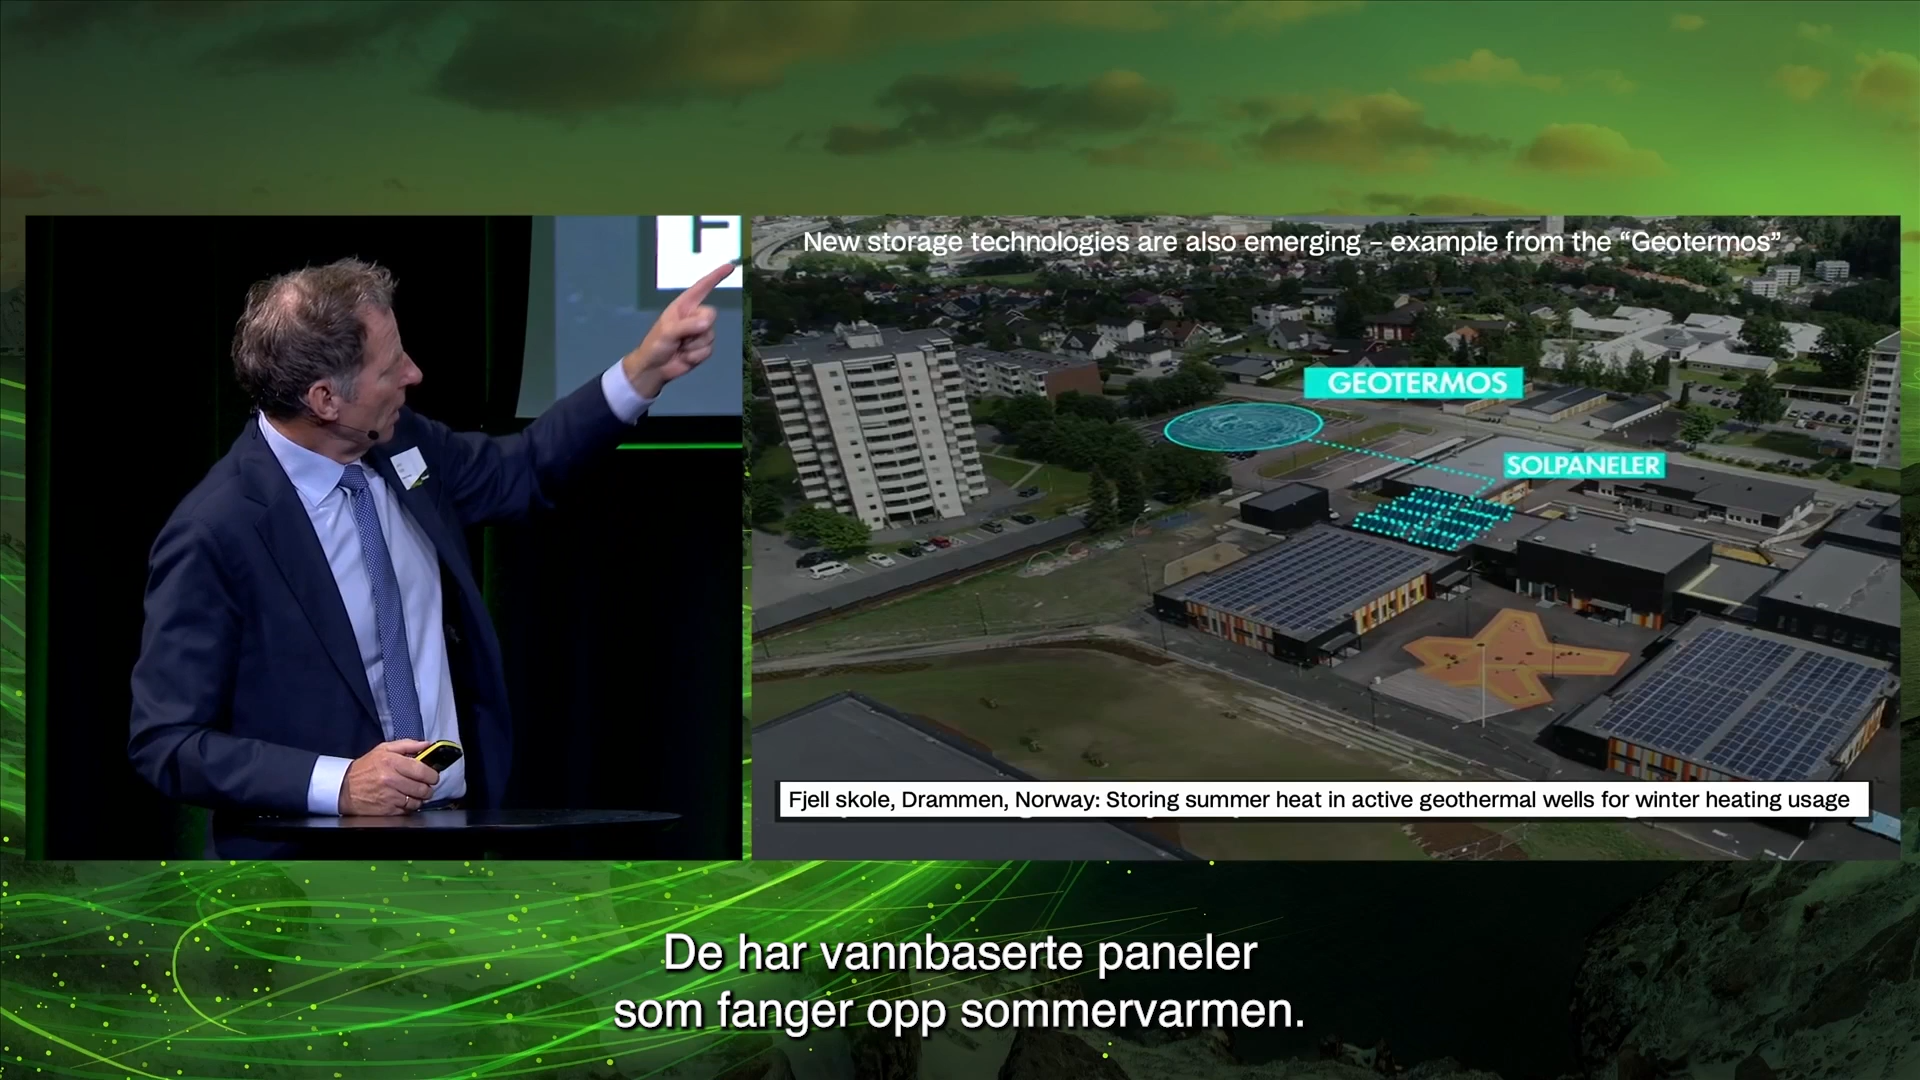 New storage technologies are also emerging – example from the “Geotermos”
GEOTERMOS
SOLPANELER
Fjell skole, Drammen, Norway: Storing summer heat in active geothermal wells for winter heating usage
De har vannbaserte paneler
som fanger opp sommervarmen.